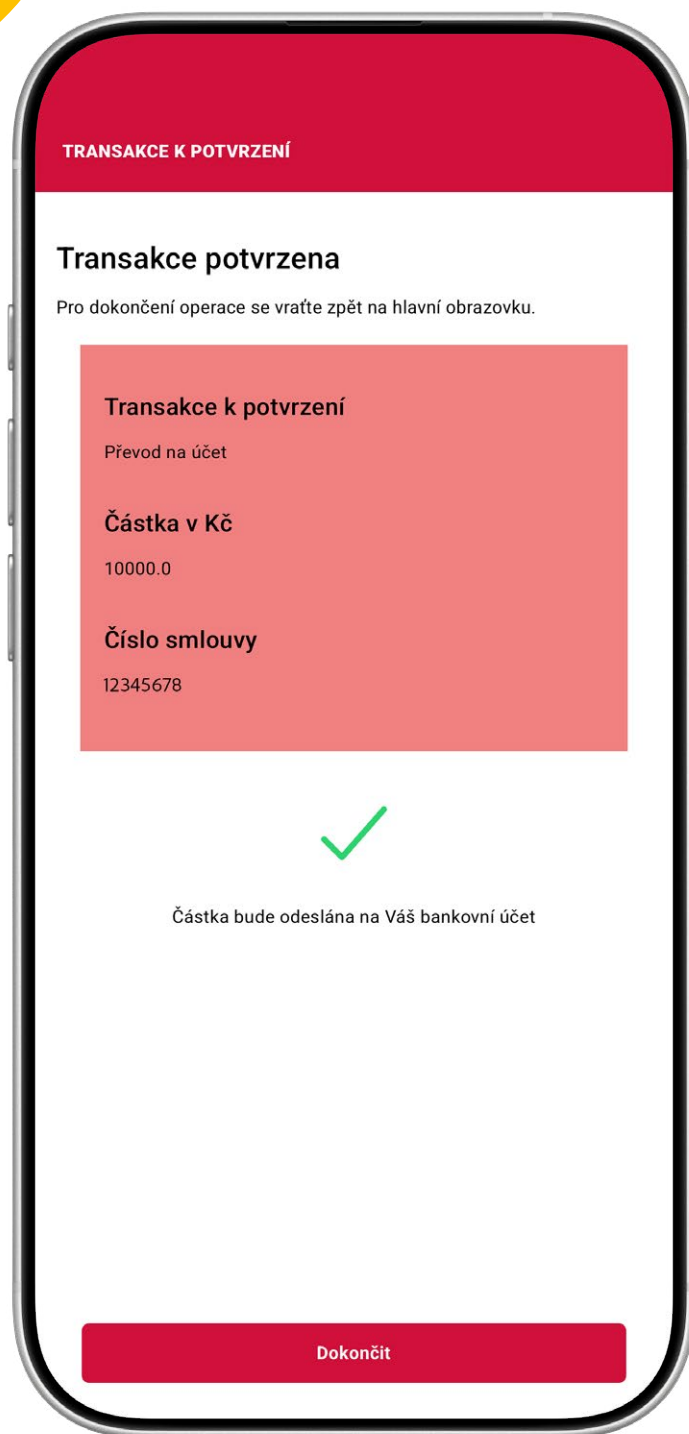 TRANSAKCE K POTVRZENÍ
Transakce potvrzena
Pro dokončení operace se vraťte zpět na hlavní obrazovku.
Transakce k potvrzení
Převod na účet
Částka v Kč
10000.0
Číslo smlouvy
12345678
Částka bude odeslána na Váš bankovní účet
Dokončit